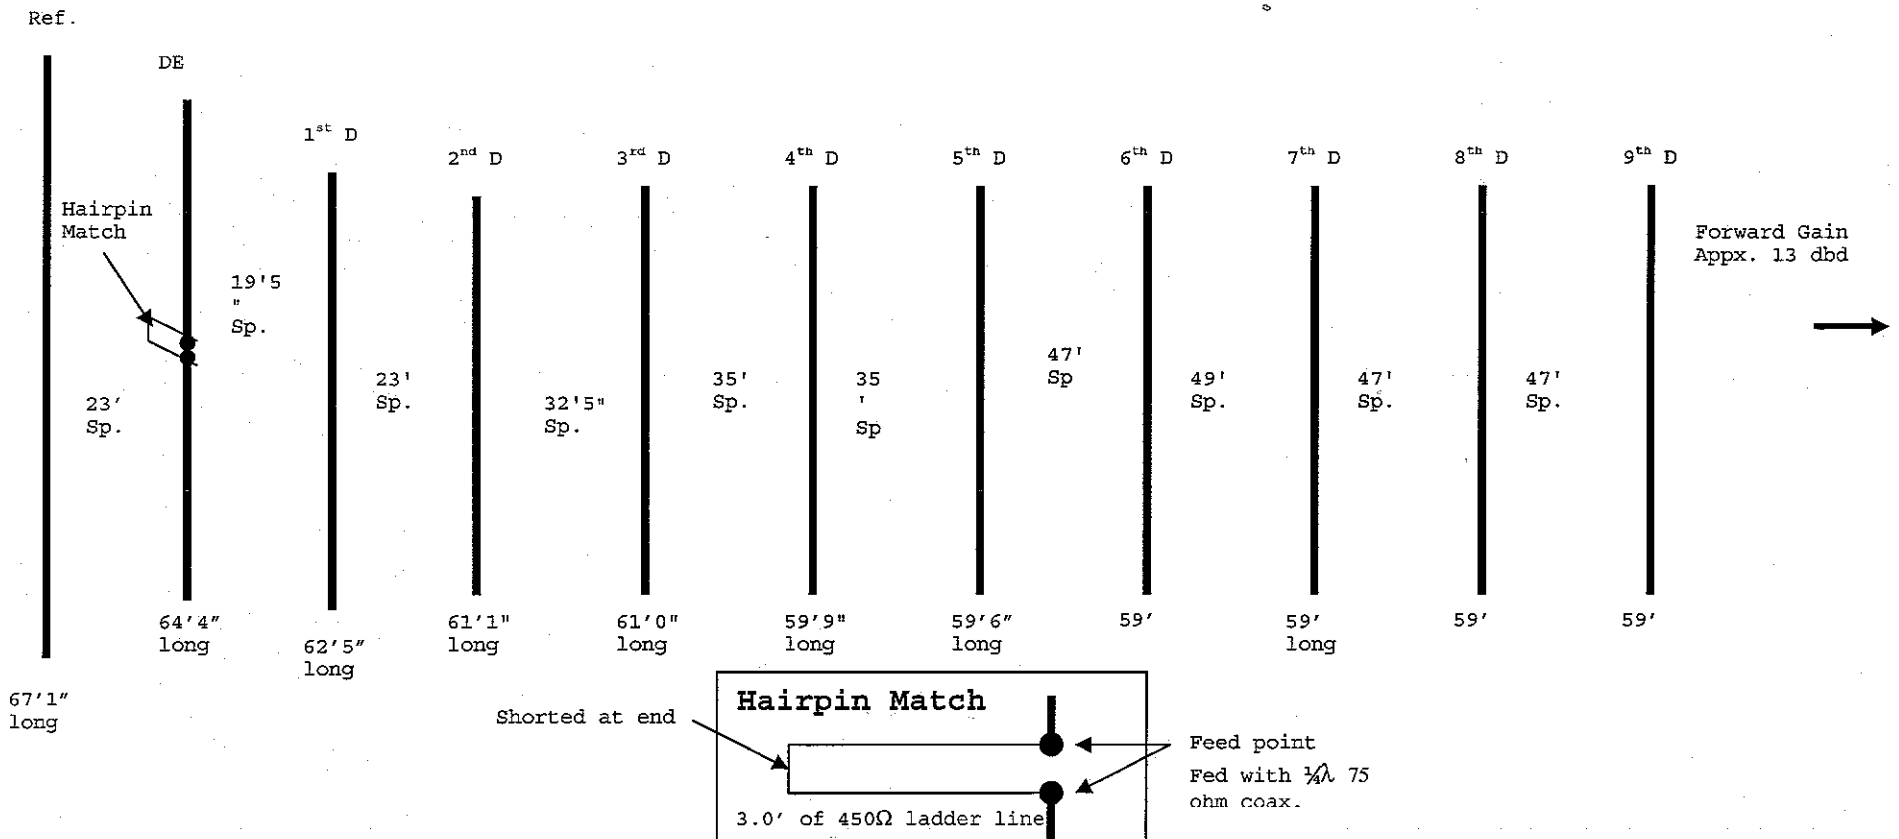 Ref.
DE
1st D
2nd D
3rd D
4th D
5th D
6th D
7th D
8th D
9th D
Hairpin
Match
Forward Gain
Appx. 13 dbd
19'5
"
Sp.
23'
Sp.
23'
Sp.
32'5"
Sp.
35'
Sp.
35
'
Sp
47'
Sp
49'
Sp.
47'
Sp.
47'
Sp.
67'1"
long
64'4"
long
62'5"
long
61'1"
long
61'0"
long
59'9"
long
59'6"
long
59'
59'
long
59'
59'
Hairpin Match
Shorted at end
Feed point
Fed with ¼λ 75
ohm coax.
3.0' of 450Ω ladder line